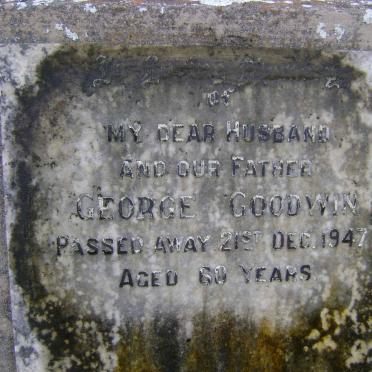 OF
MY DEAR HUSBAND
AND OUR FATHER
GEORGE GOODWIN
PASSED AWAY 21ST DEC. 1947
AGED 60 YEARS